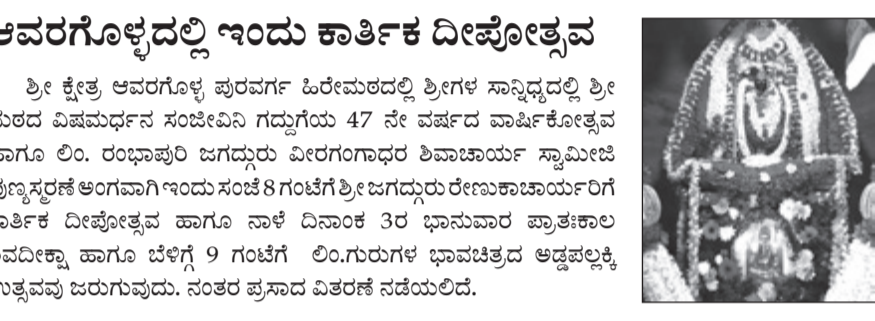 ಆವರಗೊಳ್ಳದಲ್ಲಿ ಇಂದು ಕಾರ್ತಿಕ ದೀಪೋತ್ಸವ
ಶ್ರೀ ಕ್ಷೇತ್ರ ಆವರಗೊಳ್ಳ ಪುರವರ್ಗ ಹಿರೇಮಠದಲ್ಲಿ ಶ್ರೀಗಳ ಸಾನ್ನಿಧ್ಯದಲ್ಲಿ ಶ್ರೀ
ಮಠದ ವಿಷಮರ್ಧನ ಸಂಜೀವಿನಿ ಗದ್ದುಗೆಯ 47 ನೇ ವರ್ಷದ ವಾರ್ಷಿಕೋತ್ಸವ
ಹಾಗೂ ಲಿಂ. ರಂಭಾಪುರಿ ಜಗದ್ಗುರು ವೀರಗಂಗಾಧರ ಶಿವಾಚಾರ್ಯ ಸ್ವಾಮೀಜಿ
ಪುಣ್ಯಸ್ಮರಣೆ ಅಂಗವಾಗಿ ಇಂದು ಸಂಜೆ 8 ಗಂಟೆಗೆ ಶ್ರೀ ಜಗದ್ಗುರು ರೇಣುಕಾಚಾರ್ಯರಿಗೆ
ಕಾರ್ತಿಕ ದೀಪೋತ್ಸವ ಹಾಗೂ ನಾಳೆ ದಿನಾಂಕ 3ರ ಭಾನುವಾರ ಪ್ರಾತಃಕಾಲ
ಹಾಗೂ ಬೆಳಿಗ್ಗೆ 9 ಗಂಟೆಗೆ ಲಿಂ.ಗುರುಗಳ ಭಾವಚಿತ್ರದ ಅಡ್ಡಪಲ್ಲಕ್ಕಿ
ಉತ್ಸವವು ಜರುಗುವುದು. ನಂತರ ಪ್ರಸಾದ ವಿತರಣೆ ನಡೆಯಲಿದೆ.